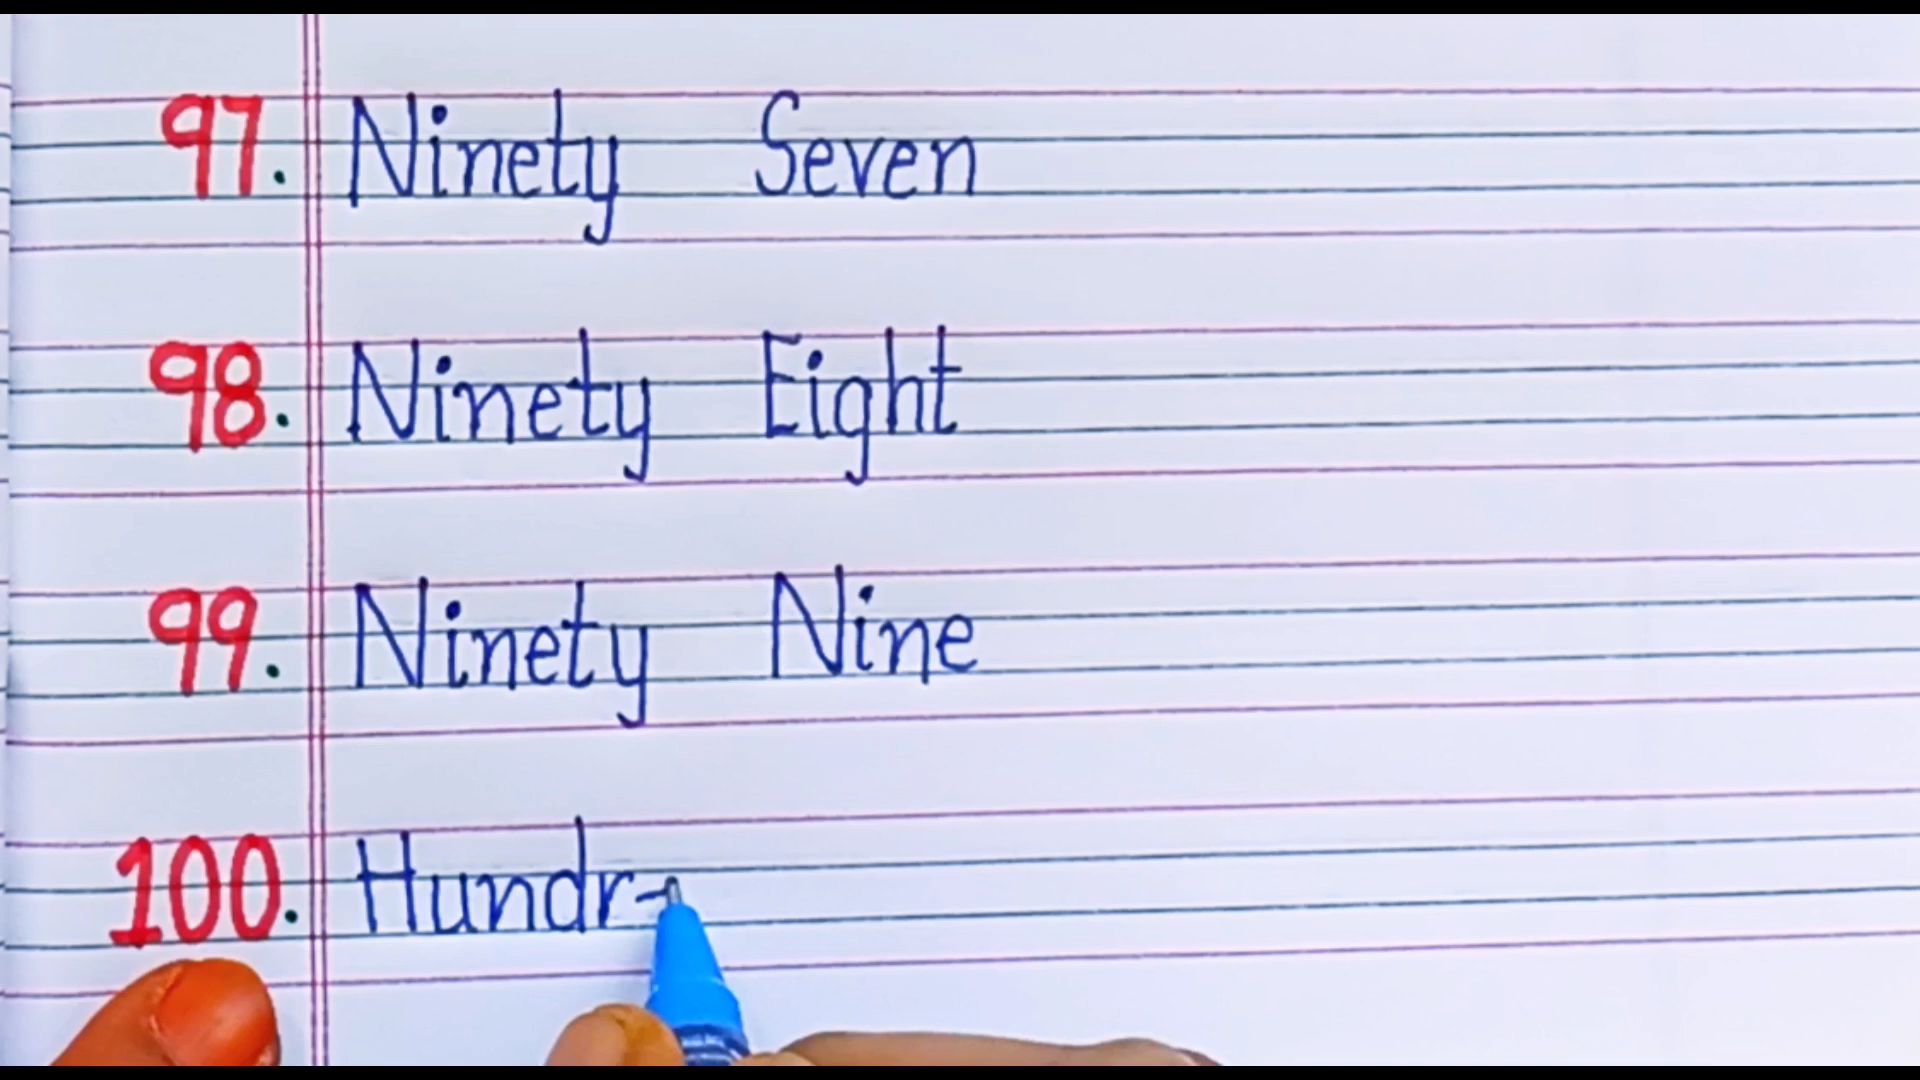 97. Ninety Seven
98. Ninety Eight
99. Ninety Nine
100. Hundr